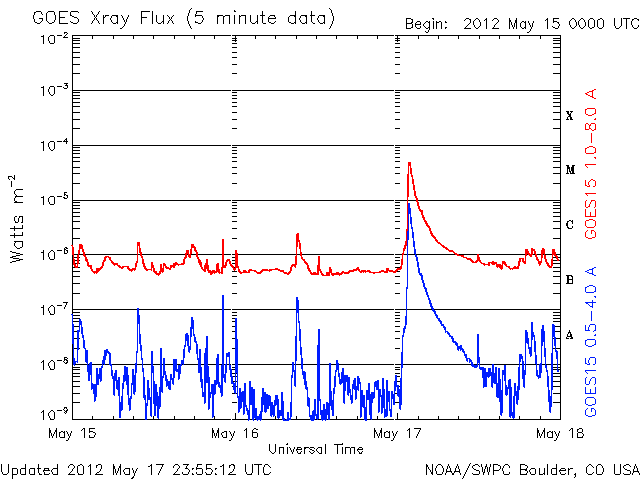 GOES Xray Flux (5 minute data)
Begin: 2012 May 15 0000 UTC
10-2
10-3
10-4
10-5
10-6
10-7
10-8
10-9
Watts m-2
X
M
C
B
A
GOES15 1.0-8.0 A
GOES15 0.5-4.0 A
May 15
May 16
May 17
May 18
Universal Time
Updated 2012 May 17 23:55:12 UTC
NOAA/SWPC Boulder, CO USA